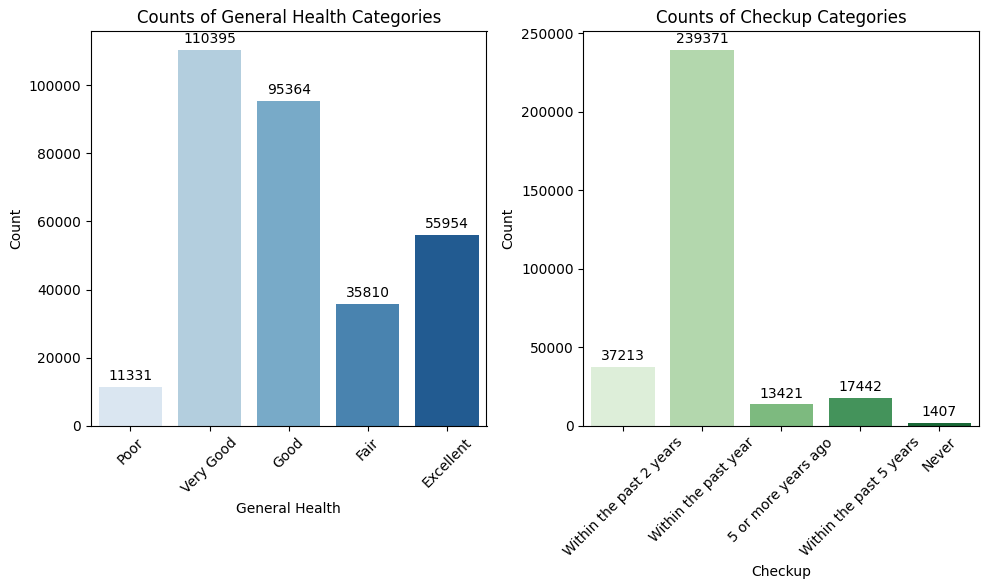 Counts of General Health Categories
Count
100000
80000
60000
40000
20000
0
11331
110395
95364
35810
55954
Poor
Very Good
Good
Fair
Excellent
General Health
Counts of Checkup Categories
Count
250000
200000
150000
100000
50000
0
37213
239371
13421
17442
1407
Within the past 2 years
Within the past year
5 or more years ago
Within the past 5 years
Never
Checkup